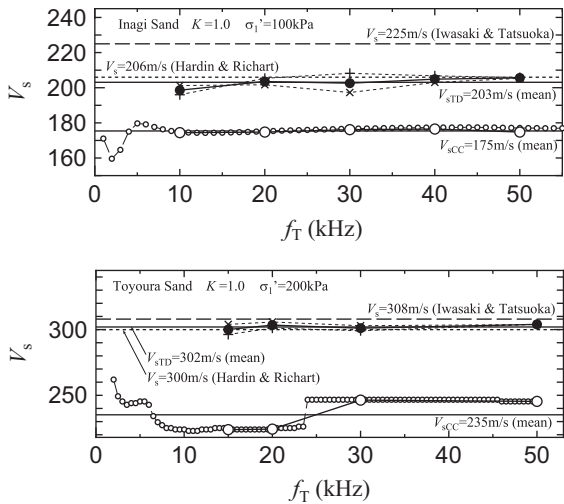 Inagi Sand K=1.0 σ1'=100kPa
240
220
200
180
160
Vs
Vs=225m/s (Iwasaki & Tatsuoka)
Vs=206m/s (Hardin & Richart)
VsTD=203m/s (mean)
VsCC=175m/s (mean)
0 10 20 30 40 50
fT (kHz)
Toyoura Sand K=1.0 σ1'=200kPa
300
250
Vs
Vs=308m/s (Iwasaki & Tatsuoka)
VsTD=302m/s (mean)
Vs=300m/s (Hardin & Richart)
VsCC=235m/s (mean)
0 10 20 30 40 50
fT (kHz)